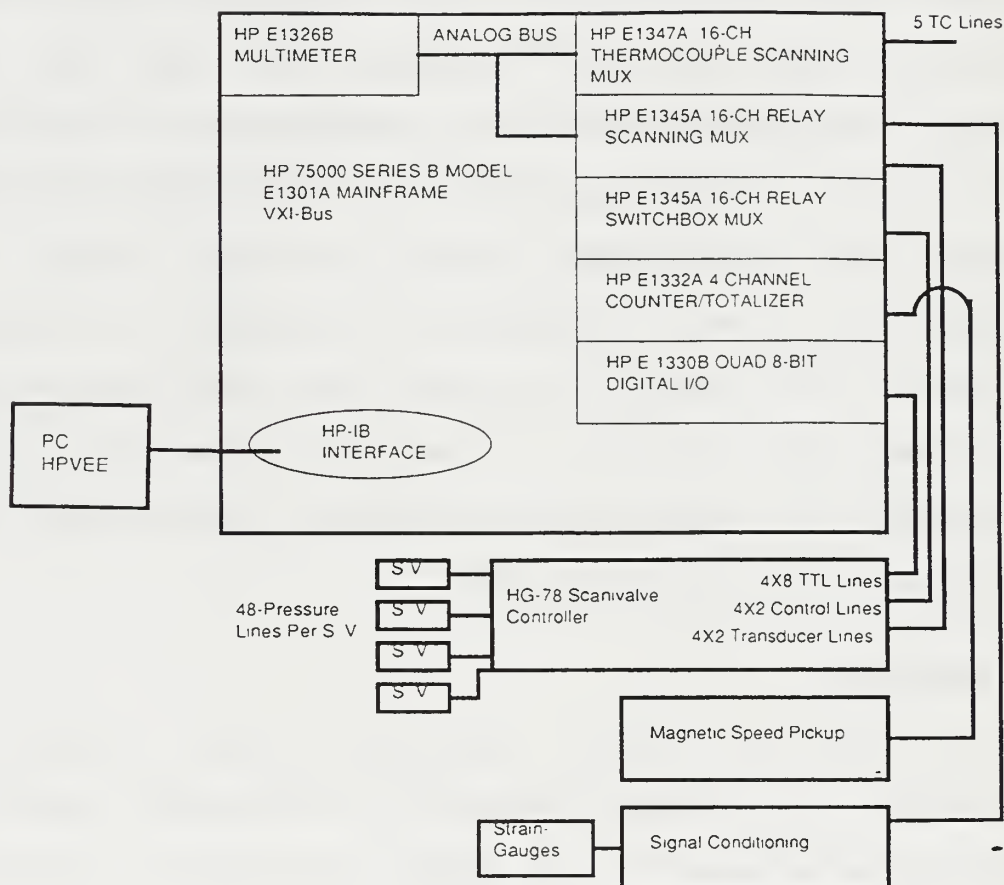 HP E1326B
MULTIMETER
ANALOG BUS
HP E1347A 16-CH
THERMOCOUPLE SCANNING
MUX
5 TC Lines
HP E1345A 16-CH RELAY
SCANNING MUX
HP 75000 SERIES B MODEL
E1301A MAINFRAME
VXI-Bus
HP E1345A 16-CH RELAY
SWITCHBOX MUX
HP E1332A 4 CHANNEL
COUNTER/TOTALIZER
HP E 1330B QUAD 8-BIT
DIGITAL I/O
PC
HPVEE
HP-IB
INTERFACE
48-Pressure
Lines Per S V
S V
S V
S V
S V
HG-78 Scanivalve
Controller
4X8 TTL Lines
4X2 Control Lines
4X2 Transducer Lines
Magnetic Speed Pickup
Strain-
Gauges
Signal Conditioning